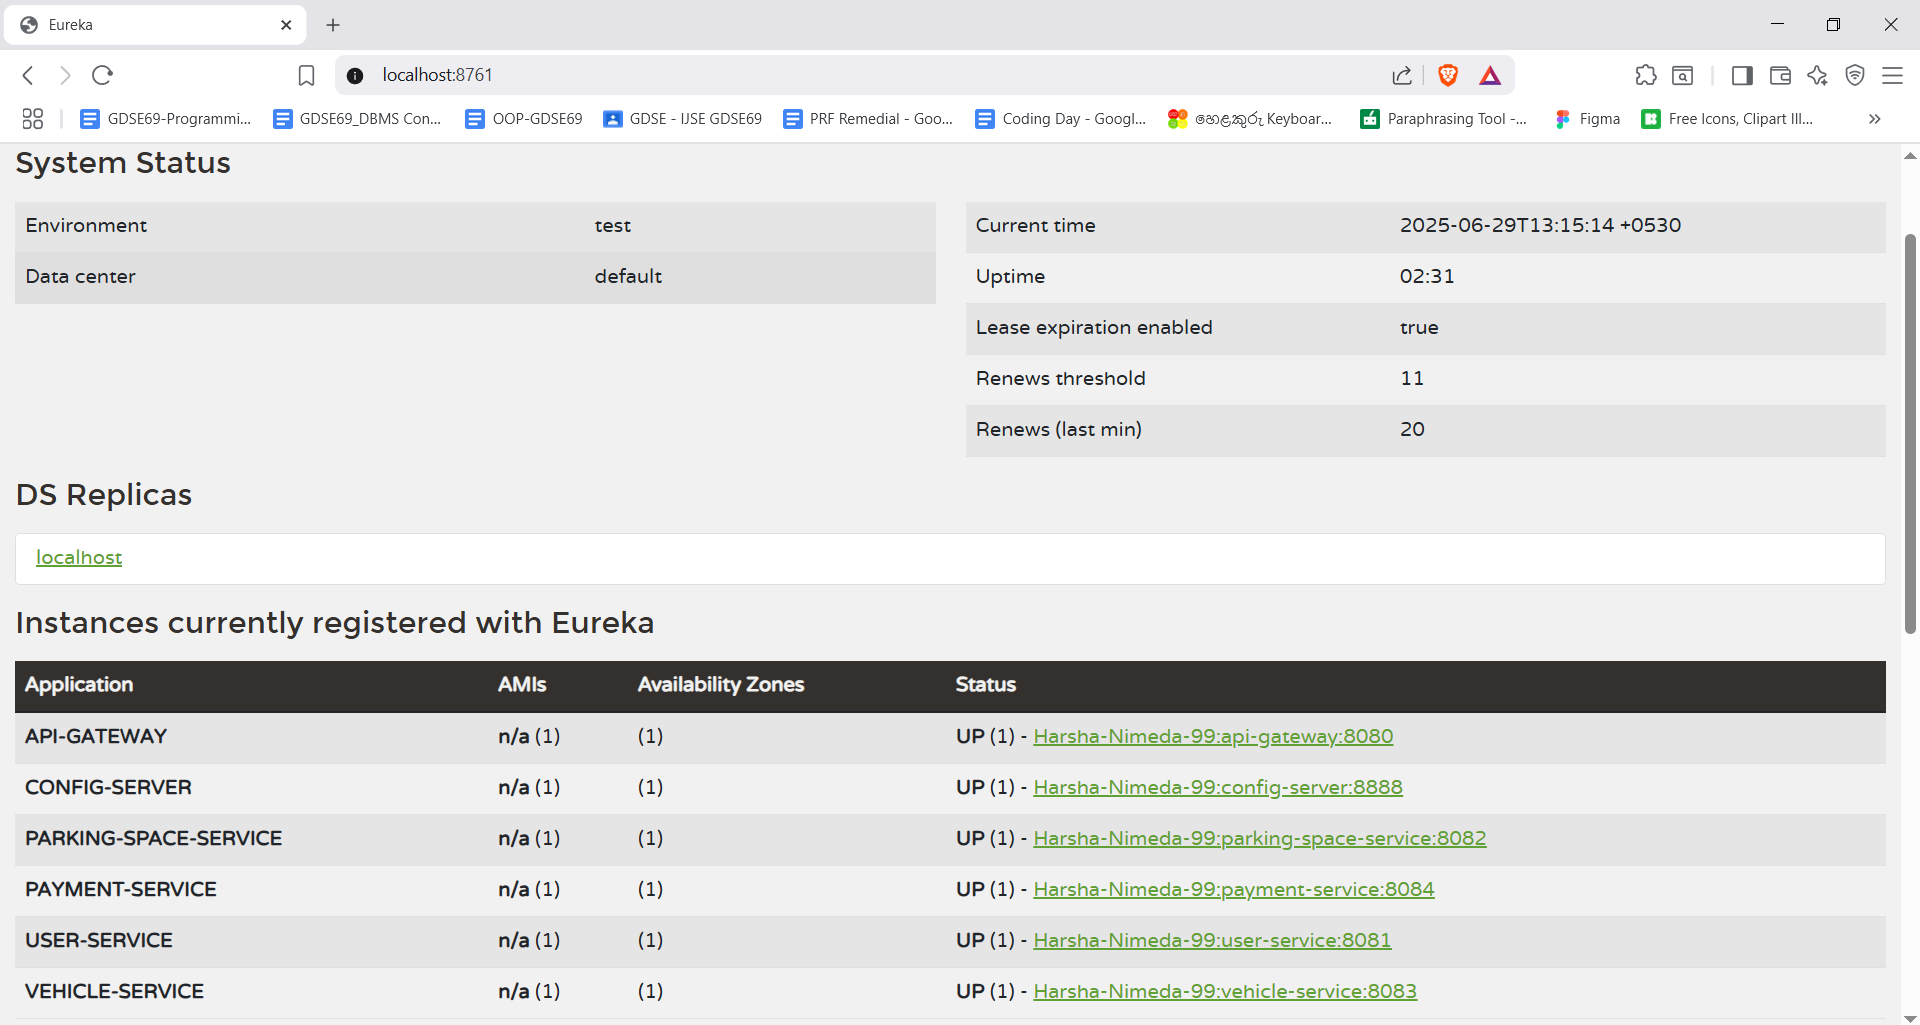 Eureka
localhost:8761
GDSE69-Programmi...
GDSE69_DBMS Con...
OOP-GDSE69
GDSE - IJSE GDSE69
PRF Remedial - Goo...
Coding Day - Googl...
හෙළකුරු Keyboar...
Paraphrasing Tool -...
Figma
Free Icons, Clipart Ill...
System Status
Environment test
Data center default
Current time 2025-06-29T13:15:14 +0530
Uptime 02:31
Lease expiration enabled true
Renews threshold 11
Renews (last min) 20
DS Replicas
localhost
Instances currently registered with Eureka
Application AMIs Availability Zones Status
API-GATEWAY n/a (1) (1) UP (1) - Harsha-Nimeda-99:api-gateway:8080
CONFIG-SERVER n/a (1) (1) UP (1) - Harsha-Nimeda-99:config-server:8888
PARKING-SPACE-SERVICE n/a (1) (1) UP (1) - Harsha-Nimeda-99:parking-space-service:8082
PAYMENT-SERVICE n/a (1) (1) UP (1) - Harsha-Nimeda-99:payment-service:8084
USER-SERVICE n/a (1) (1) UP (1) - Harsha-Nimeda-99:user-service:8081
VEHICLE-SERVICE n/a (1) (1) UP (1) - Harsha-Nimeda-99:vehicle-service:8083